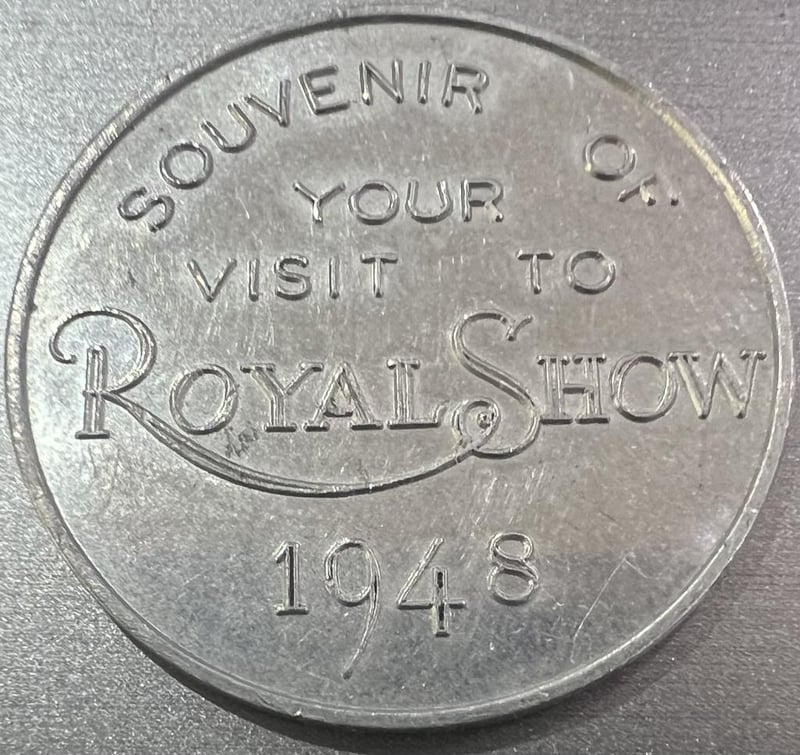 SOUVENIR OF
YOUR
VISIT TO
ROYAL SHOW
1948